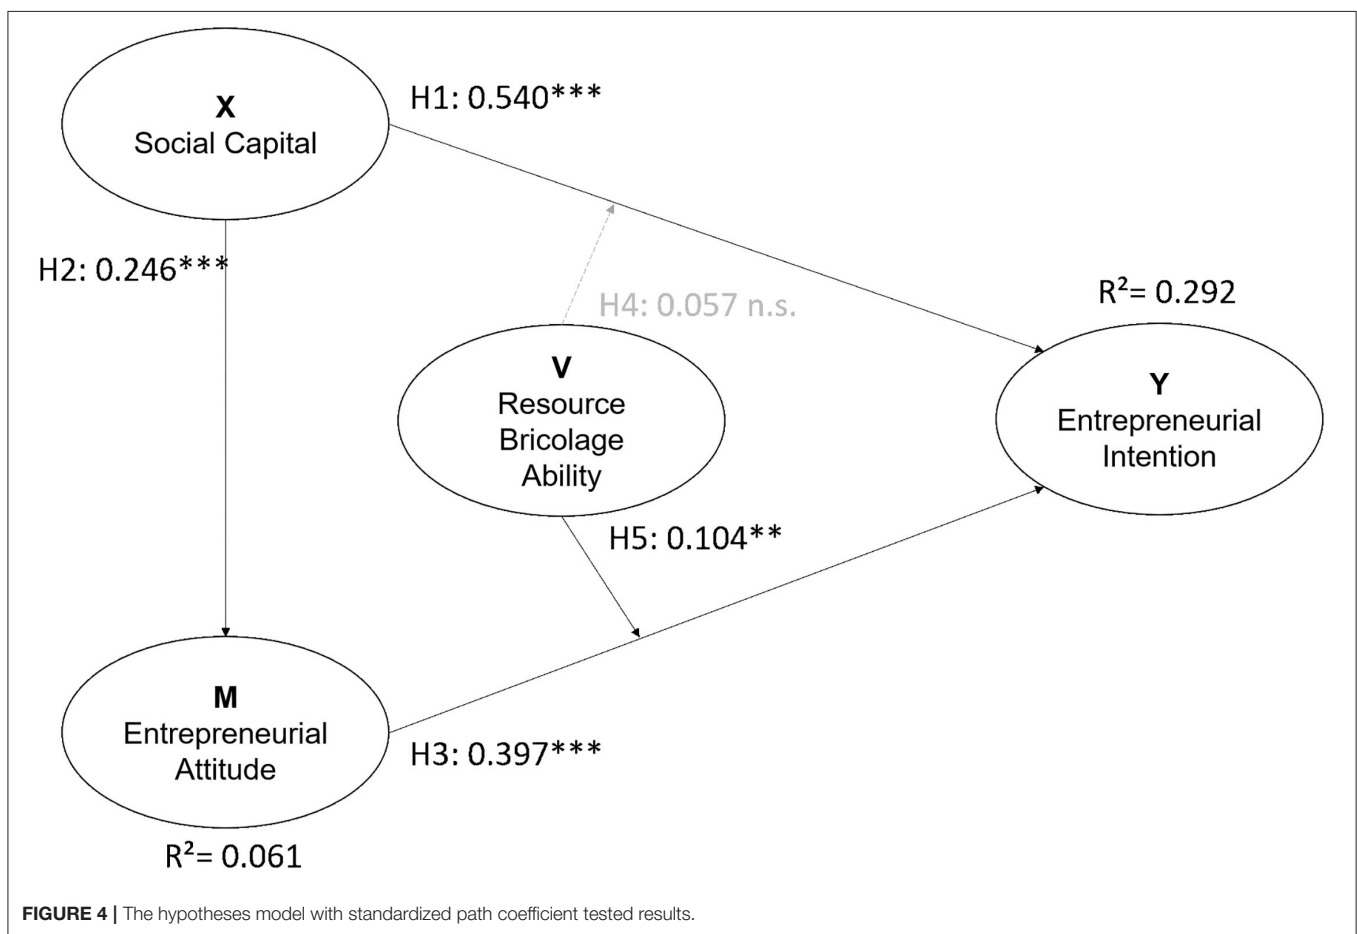 X
Social Capital
H1: 0.540***
H2: 0.246***
H4: 0.057 n.s.
R²= 0.292
V
Resource
Bricolage
Ability
Y
Entrepreneurial
Intention
H5: 0.104**
M
Entrepreneurial
Attitude
H3: 0.397***
R²= 0.061
FIGURE 4 | The hypotheses model with standardized path coefficient tested results.